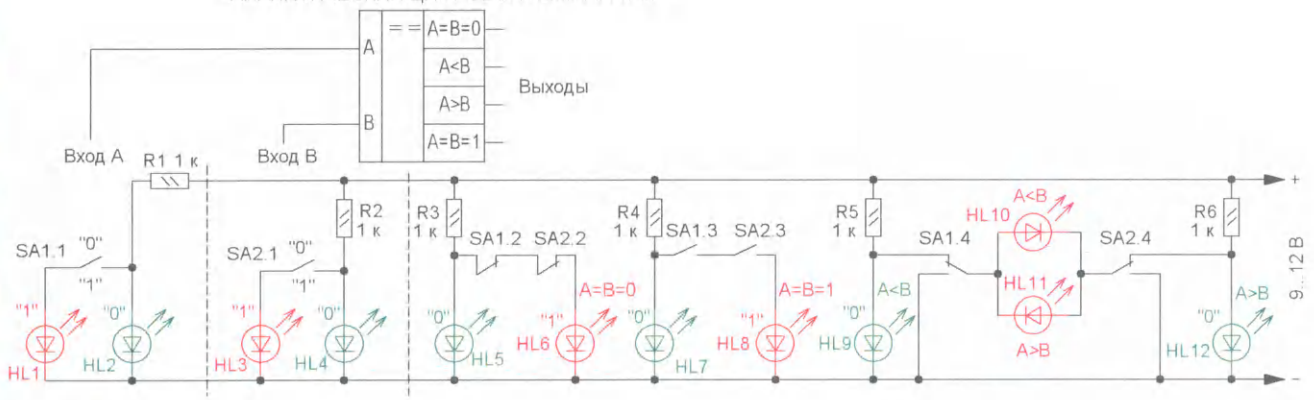 A
B
==
A=B=0
A<B
A>B
A=B=1
Выходы
Вход А
Вход В
R1 1 к
R2
1 к
R3
1 к
R4
1 к
R5
1 к
R6
1 к
SA1.1
"0"
"1"
SA2.1
"0"
"1"
SA1.2
SA2.2
SA1.3
SA2.3
SA1.4
SA2.4
"1"
HL1
"0"
HL2
"1"
HL3
"0"
HL4
"0"
HL5
A=B=0
"1"
HL6
"0"
HL7
A=B=1
"1"
HL8
A<B
"0"
HL9
A<B
HL10
HL11
A>B
A>B
"0"
HL12
+
9...12 В
−